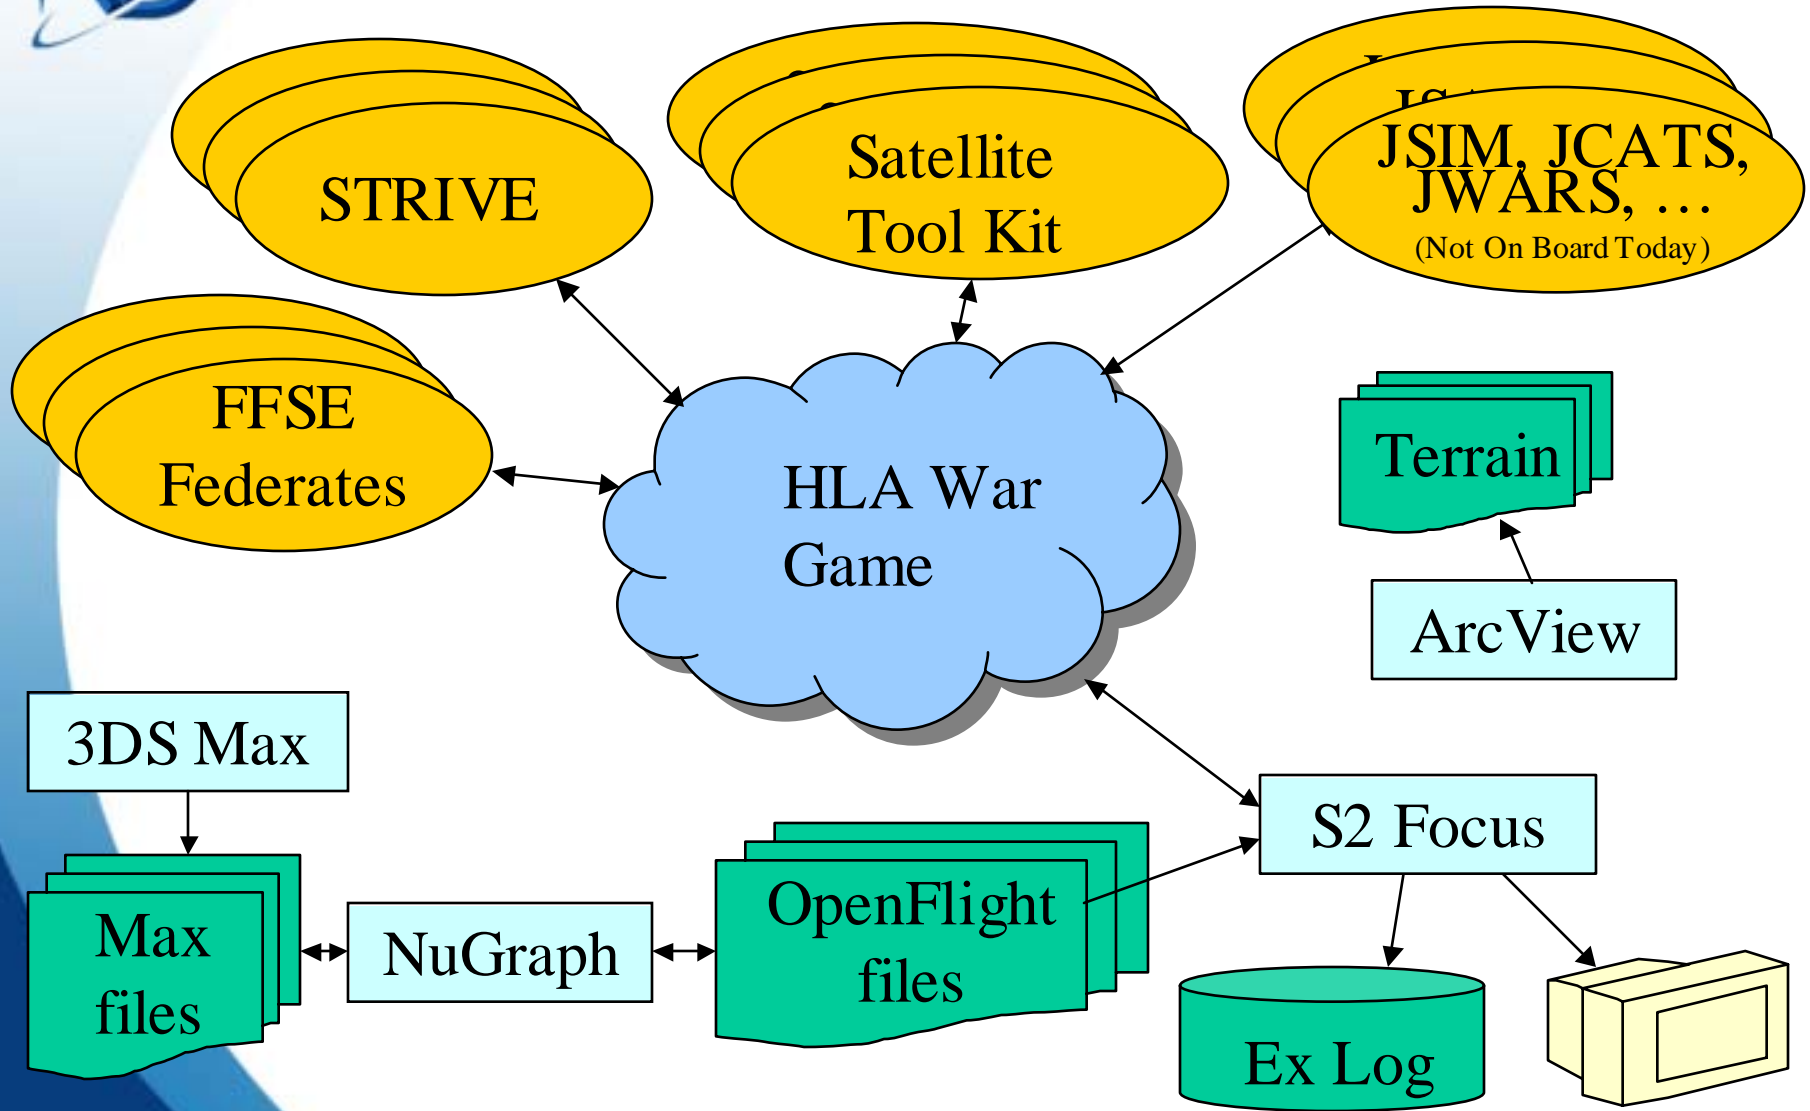 STRIVE
Satellite
Tool Kit
JSIM, JCATS,
JWARS, …
(Not On Board Today)
FFSE
Federates
HLA War
Game
Terrain
ArcView
3DS Max
S2 Focus
Max
files
NuGraph
OpenFlight
files
Ex Log